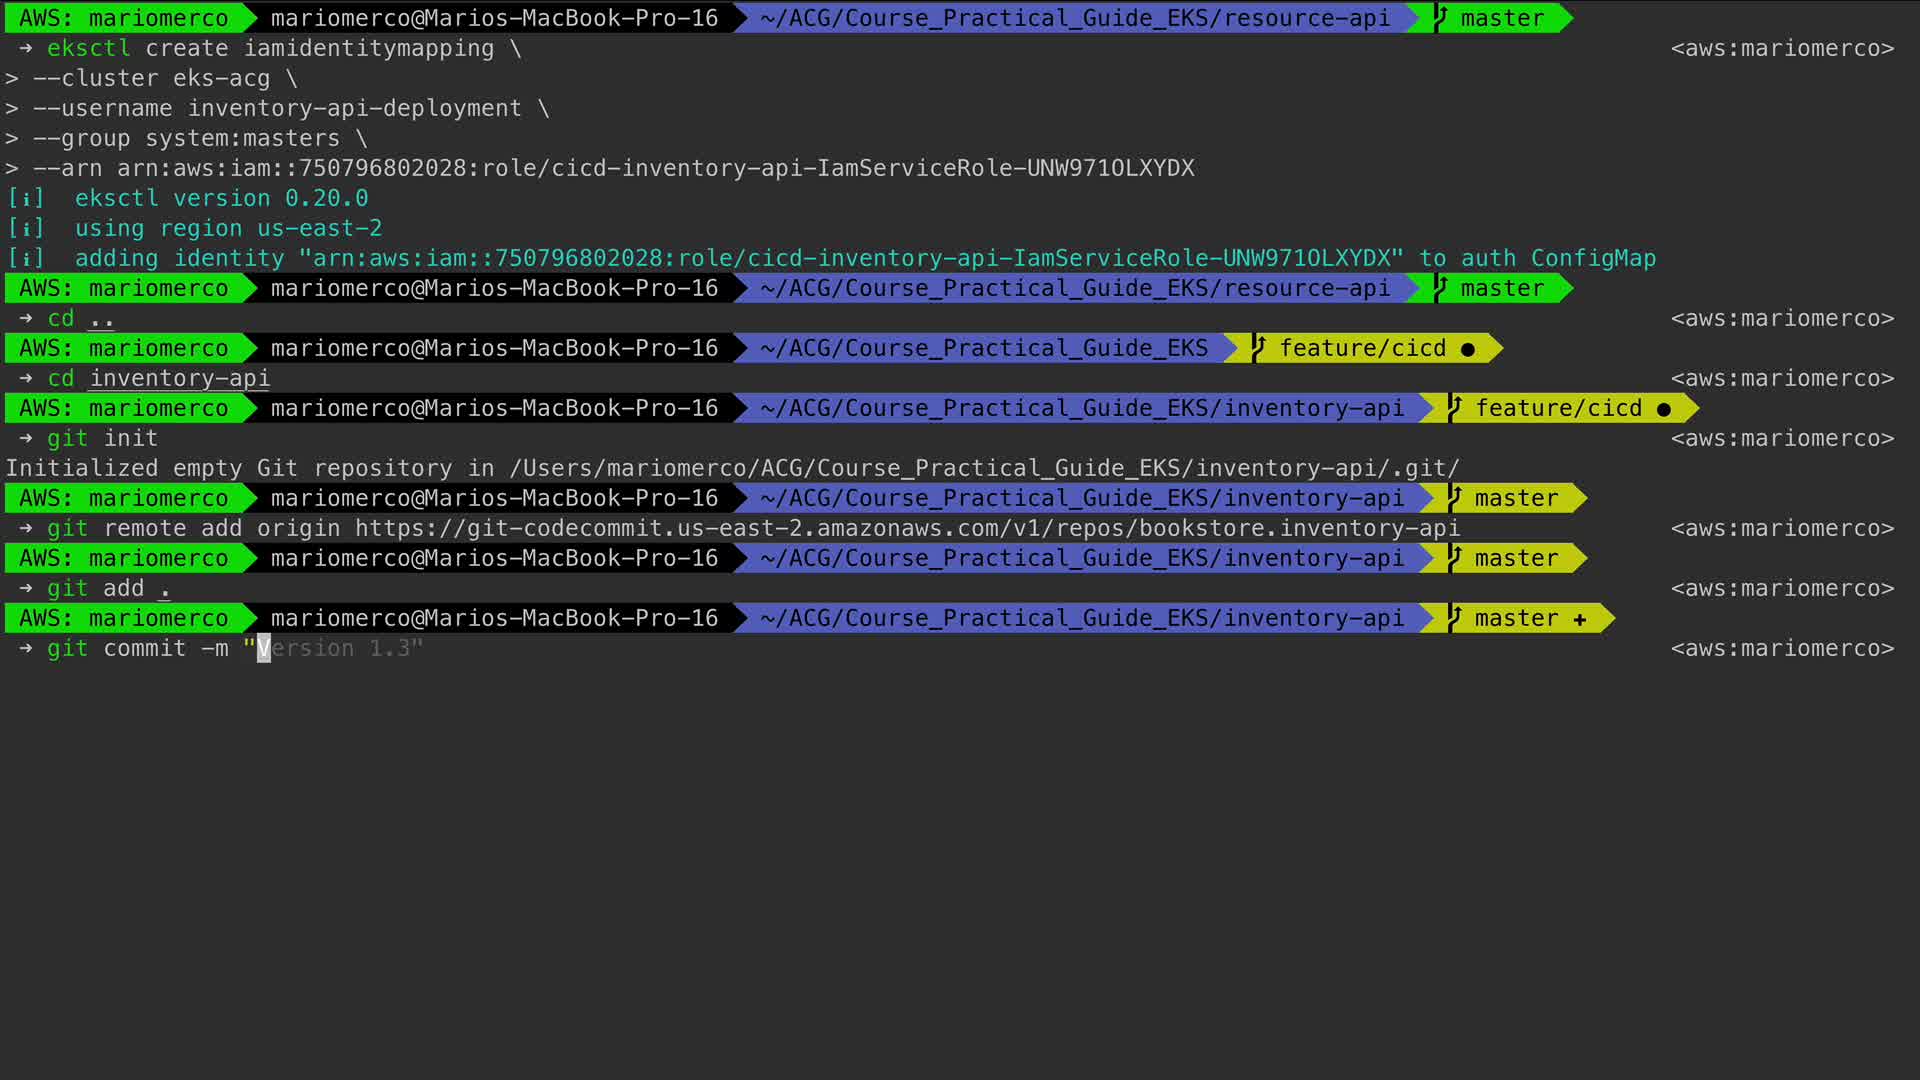 AWS: mariomerco mariomerco@Marios-MacBook-Pro-16 ~/ACG/Course_Practical_Guide_EKS/resource-api master
→ eksctl create iamidentitymapping \ <aws:mariomerco>
> --cluster eks-acg \
> --username inventory-api-deployment \
> --group system:masters \
> --arn arn:aws:iam::750796802028:role/cicd-inventory-api-IamServiceRole-UNW971OLXYDX
[i] eksctl version 0.20.0
[i] using region us-east-2
[i] adding identity "arn:aws:iam::750796802028:role/cicd-inventory-api-IamServiceRole-UNW971OLXYDX" to auth ConfigMap
AWS: mariomerco mariomerco@Marios-MacBook-Pro-16 ~/ACG/Course_Practical_Guide_EKS/resource-api master
→ cd .. <aws:mariomerco>
AWS: mariomerco mariomerco@Marios-MacBook-Pro-16 ~/ACG/Course_Practical_Guide_EKS feature/cicd ●
→ cd inventory-api <aws:mariomerco>
AWS: mariomerco mariomerco@Marios-MacBook-Pro-16 ~/ACG/Course_Practical_Guide_EKS/inventory-api feature/cicd ●
→ git init <aws:mariomerco>
Initialized empty Git repository in /Users/mariomerco/ACG/Course_Practical_Guide_EKS/inventory-api/.git/
AWS: mariomerco mariomerco@Marios-MacBook-Pro-16 ~/ACG/Course_Practical_Guide_EKS/inventory-api master
→ git remote add origin https://git-codecommit.us-east-2.amazonaws.com/v1/repos/bookstore.inventory-api <aws:mariomerco>
AWS: mariomerco mariomerco@Marios-MacBook-Pro-16 ~/ACG/Course_Practical_Guide_EKS/inventory-api master
→ git add . <aws:mariomerco>
AWS: mariomerco mariomerco@Marios-MacBook-Pro-16 ~/ACG/Course_Practical_Guide_EKS/inventory-api master +
→ git commit -m "Version 1.3" <aws:mariomerco>